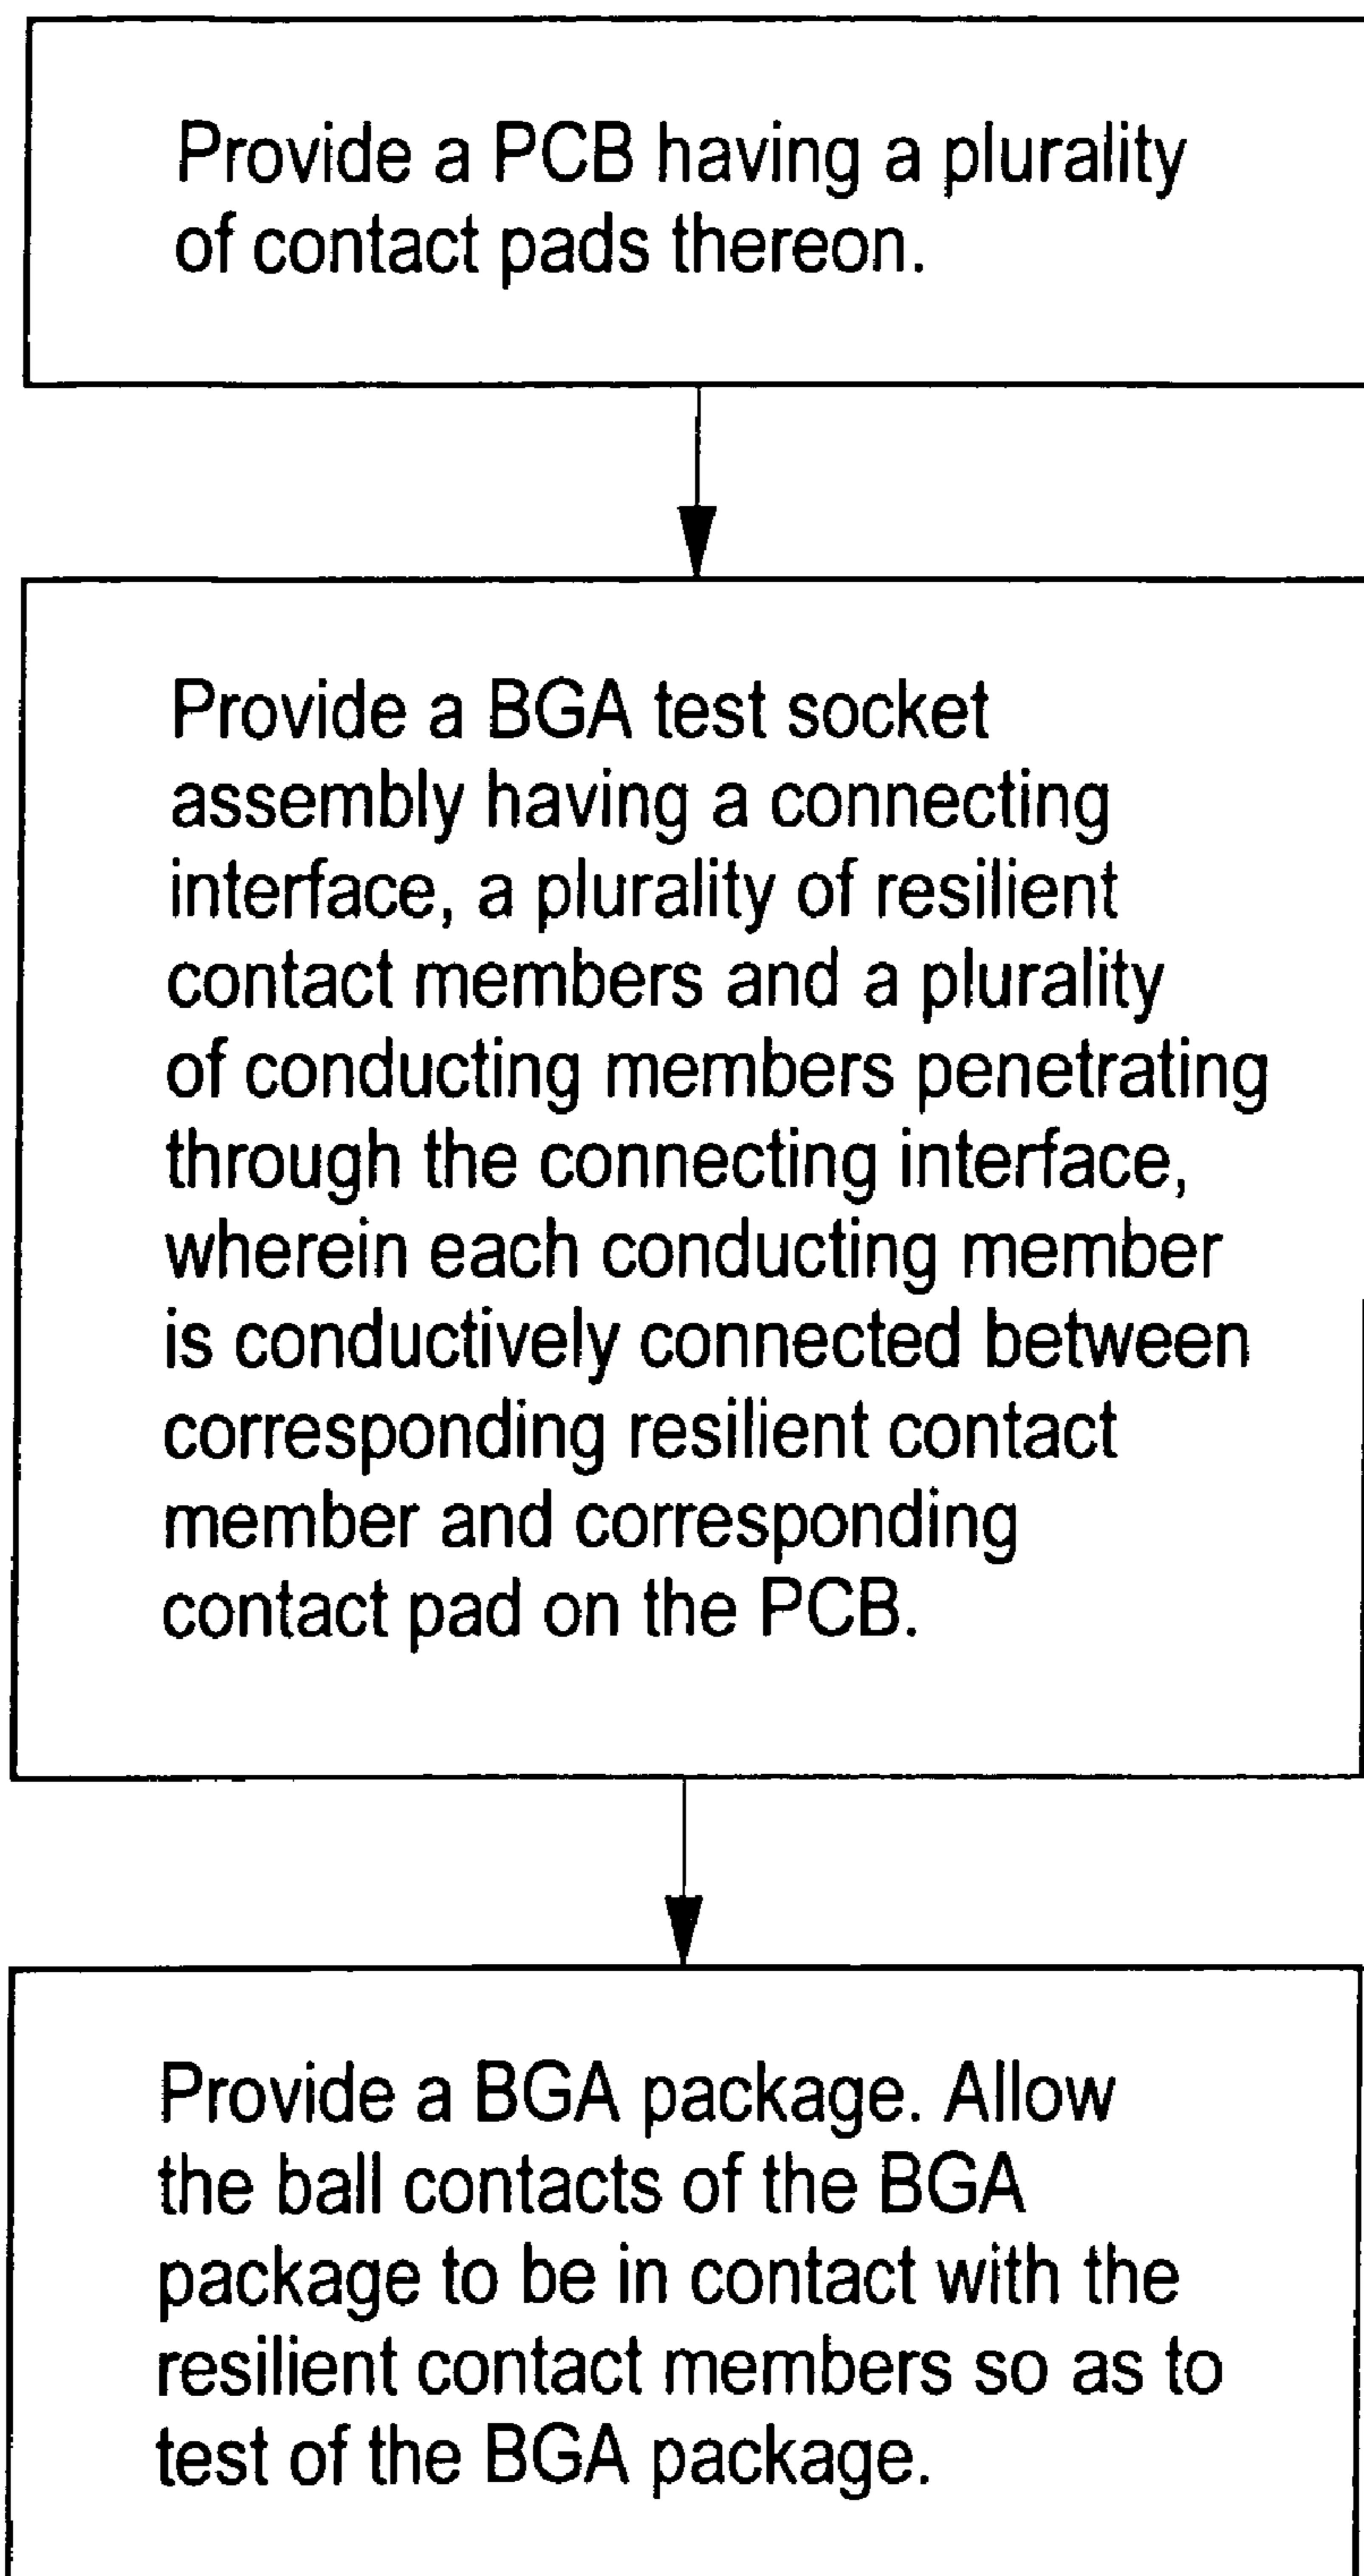 Provide a PCB having a plurality
of contact pads thereon.
Provide a BGA test socket
assembly having a connecting
interface, a plurality of resilient
contact members and a plurality
of conducting members penetrating
through the connecting interface,
wherein each conducting member
is conductively connected between
corresponding resilient contact
member and corresponding
contact pad on the PCB.
Provide a BGA package. Allow
the ball contacts of the BGA
package to be in contact with the
resilient contact members so as to
test of the BGA package.